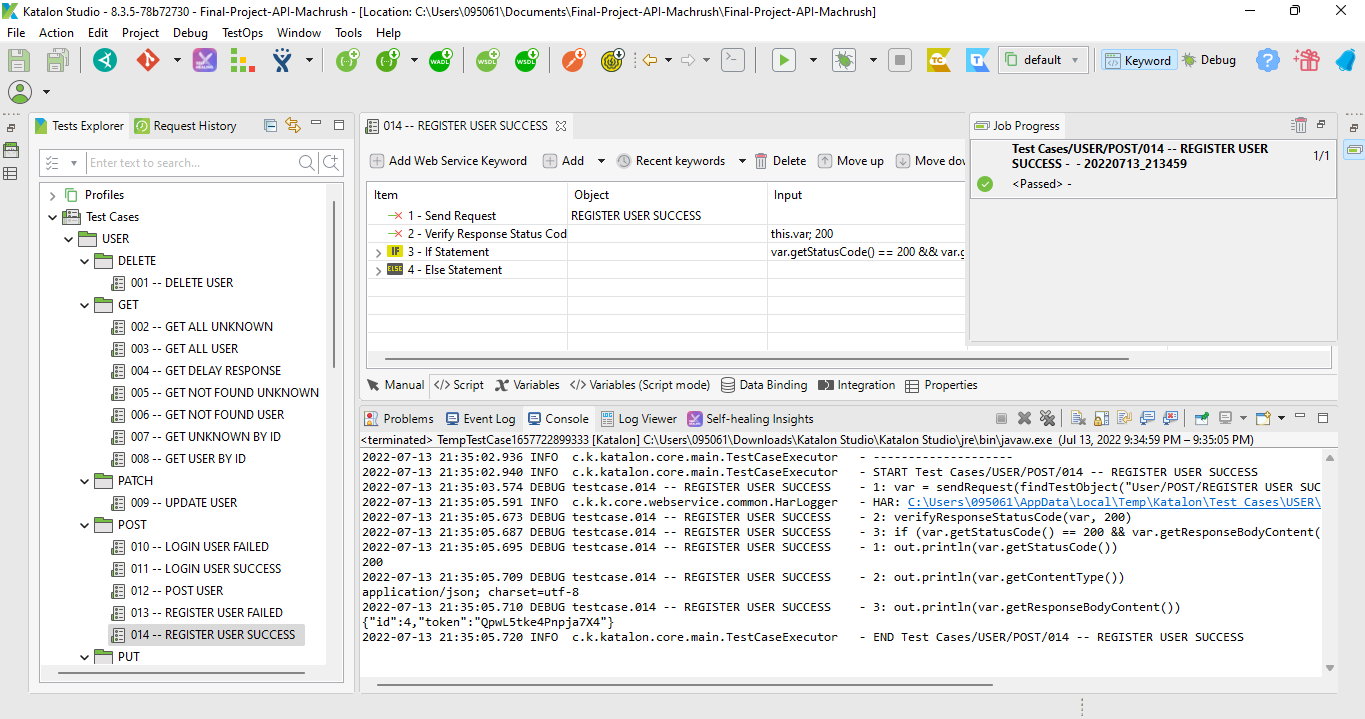 Katalon Studio - 8.3.5-78b72730 - Final-Project-API-Machrush - [Location: C:\Users\095061\Documents\Final-Project-API-Machrush\Final-Project-API-Machrush]
File Action Edit Project Debug TestOps Window Tools Help
WADL WSDL WSDL TC T default Keyword Debug
Tests Explorer Request History
Enter text to search...
Profiles
Test Cases
USER
DELETE
001 -- DELETE USER
GET
002 -- GET ALL UNKNOWN
003 -- GET ALL USER
004 -- GET DELAY RESPONSE
005 -- GET NOT FOUND UNKNOWN
006 -- GET NOT FOUND USER
007 -- GET UNKNOWN BY ID
008 -- GET USER BY ID
PATCH
009 -- UPDATE USER
POST
010 -- LOGIN USER FAILED
011 -- LOGIN USER SUCCESS
012 -- POST USER
013 -- REGISTER USER FAILED
014 -- REGISTER USER SUCCESS
PUT
014 -- REGISTER USER SUCCESS
Add Web Service Keyword Add Recent keywords Delete Move up Move dov
Item Object Input
1 - Send Request REGISTER USER SUCCESS
2 - Verify Response Status Cod this.var; 200
IF 3 - If Statement var.getStatusCode() == 200 && var.g
ELSE 4 - Else Statement
Job Progress
Test Cases/USER/POST/014 -- REGISTER USER
SUCCESS - - 20220713_213459
1/1
<Passed> -
Manual Script Variables Variables (Script mode) Data Binding Integration Properties
Problems Event Log Console Log Viewer Self-healing Insights
<terminated> TempTestCase1657722899333 [Katalon] C:\Users\095061\Downloads\Katalon Studio\Katalon Studio\jre\bin\javaw.exe (Jul 13, 2022 9:34:59 PM – 9:35:05 PM)
2022-07-13 21:35:02.936 INFO c.k.katalon.core.main.TestCaseExecutor - --------------------
2022-07-13 21:35:02.940 INFO c.k.katalon.core.main.TestCaseExecutor - START Test Cases/USER/POST/014 -- REGISTER USER SUCCESS
2022-07-13 21:35:03.574 DEBUG testcase.014 -- REGISTER USER SUCCESS - 1: var = sendRequest(findTestObject("User/POST/REGISTER USER SUC
2022-07-13 21:35:05.591 INFO c.k.k.core.webservice.common.HarLogger - HAR: C:\Users\095061\AppData\Local\Temp\Katalon\Test Cases\USER\
2022-07-13 21:35:05.673 DEBUG testcase.014 -- REGISTER USER SUCCESS - 2: verifyResponseStatusCode(var, 200)
2022-07-13 21:35:05.687 DEBUG testcase.014 -- REGISTER USER SUCCESS - 3: if (var.getStatusCode() == 200 && var.getResponseBodyContent(
2022-07-13 21:35:05.695 DEBUG testcase.014 -- REGISTER USER SUCCESS - 1: out.println(var.getStatusCode())
200
2022-07-13 21:35:05.709 DEBUG testcase.014 -- REGISTER USER SUCCESS - 2: out.println(var.getContentType())
application/json; charset=utf-8
2022-07-13 21:35:05.710 DEBUG testcase.014 -- REGISTER USER SUCCESS - 3: out.println(var.getResponseBodyContent())
{"id":4,"token":"QpwL5tke4Pnpja7X4"}
2022-07-13 21:35:05.720 INFO c.k.katalon.core.main.TestCaseExecutor - END Test Cases/USER/POST/014 -- REGISTER USER SUCCESS